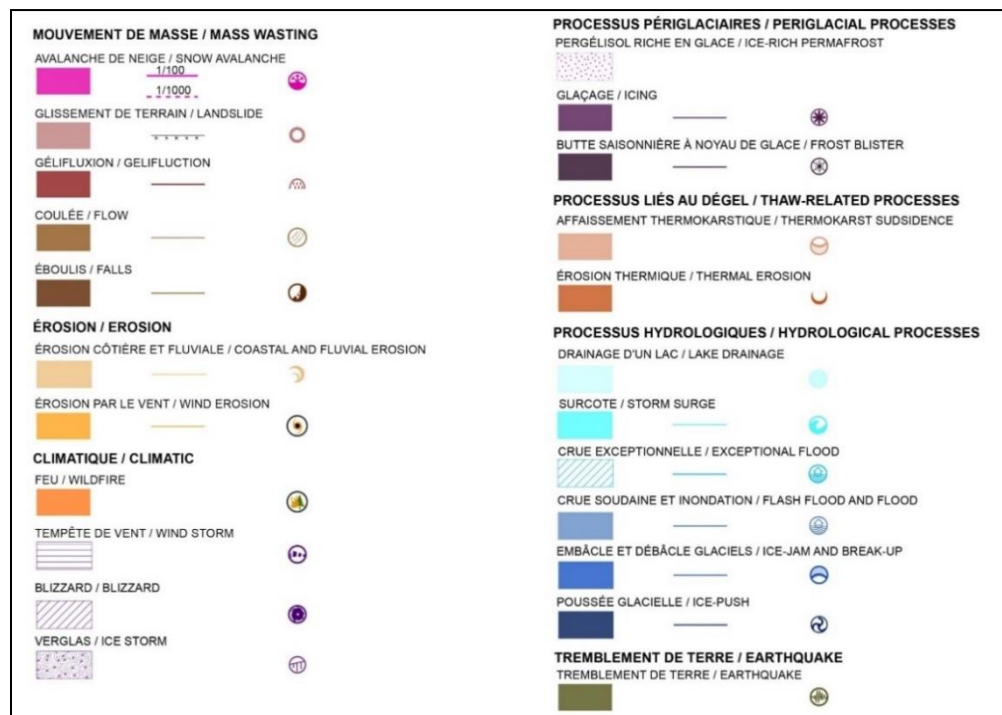 MOUVEMENT DE MASSE / MASS WASTING
AVALANCHE DE NEIGE / SNOW AVALANCHE
1/100
1/1000
GLISSEMENT DE TERRAIN / LANDSLIDE
GÉLIFLUXION / GELIFLUCTION
COULÉE / FLOW
ÉBOULIS / FALLS
ÉROSION / EROSION
ÉROSION CÔTIÈRE ET FLUVIALE / COASTAL AND FLUVIAL EROSION
ÉROSION PAR LE VENT / WIND EROSION
CLIMATIQUE / CLIMATIC
FEU / WILDFIRE
TEMPÊTE DE VENT / WIND STORM
BLIZZARD / BLIZZARD
VERGLAS / ICE STORM
PROCESSUS PÉRIGLACIAIRES / PERIGLACIAL PROCESSES
PERGÉLISOL RICHE EN GLACE / ICE-RICH PERMAFROST
GLAÇAGE / ICING
BUTTE SAISONNIÈRE À NOYAU DE GLACE / FROST BLISTER
PROCESSUS LIÉS AU DÉGEL / THAW-RELATED PROCESSES
AFFAISSEMENT THERMOKARSTIQUE / THERMOKARST SUDSIDENCE
ÉROSION THERMIQUE / THERMAL EROSION
PROCESSUS HYDROLOGIQUES / HYDROLOGICAL PROCESSES
DRAINAGE D'UN LAC / LAKE DRAINAGE
SURCOTE / STORM SURGE
CRUE EXCEPTIONNELLE / EXCEPTIONAL FLOOD
CRUE SOUDAINE ET INONDATION / FLASH FLOOD AND FLOOD
EMBÂCLE ET DÉBÂCLE GLACIELS / ICE-JAM AND BREAK-UP
POUSSÉE GLACIELLE / ICE-PUSH
TREMBLEMENT DE TERRE / EARTHQUAKE
TREMBLEMENT DE TERRE / EARTHQUAKE